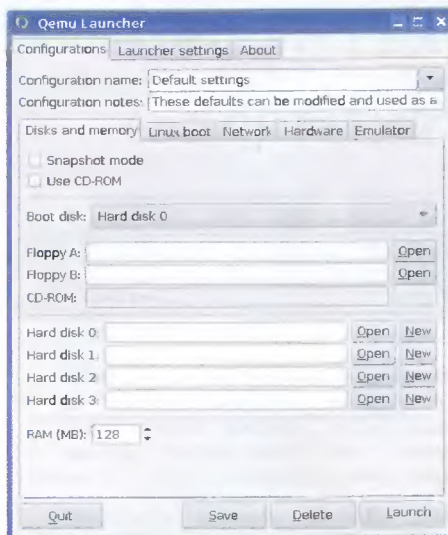 Qemu Launcher
Configurations Launcher settings About
Configuration name: Default settings
Configuration notes: These defaults can be modified and used as a
Disks and memory Linux boot Network Hardware Emulator
Snapshot mode
Use CD-ROM
Boot disk: Hard disk 0
Floppy A: Open
Floppy B: Open
CD-ROM:
Hard disk 0: Open New
Hard disk 1: Open New
Hard disk 2: Open New
Hard disk 3: Open New
RAM (MB): 128
Quit Save Delete Launch